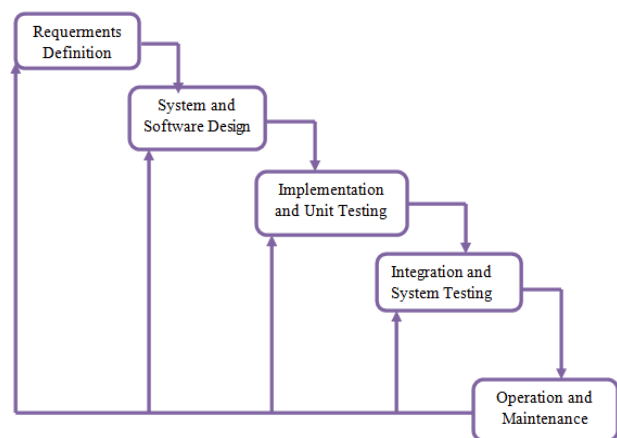 Requerments
Definition
System and
Software Design
Implementation
and Unit Testing
Integration and
System Testing
Operation and
Maintenance